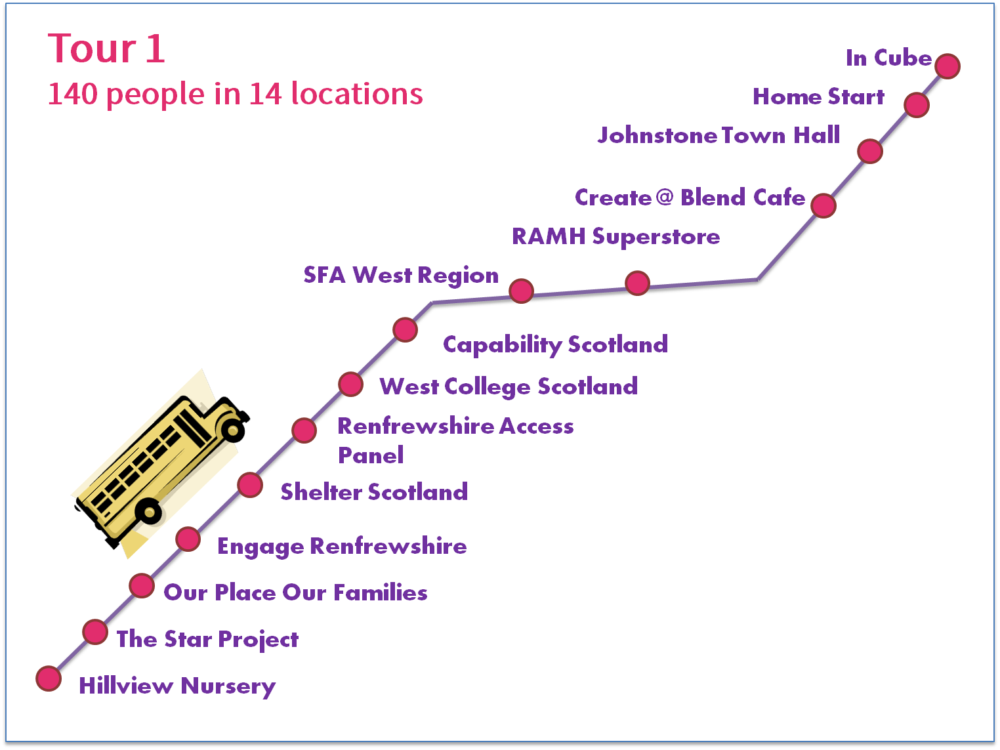 Tour 1
140 people in 14 locations
In Cube
Home Start
Johnstone Town Hall
Create @ Blend Cafe
RAMH Superstore
SFA West Region
Capability Scotland
West College Scotland
Renfrewshire Access
Panel
Shelter Scotland
Engage Renfrewshire
Our Place Our Families
The Star Project
Hillview Nursery